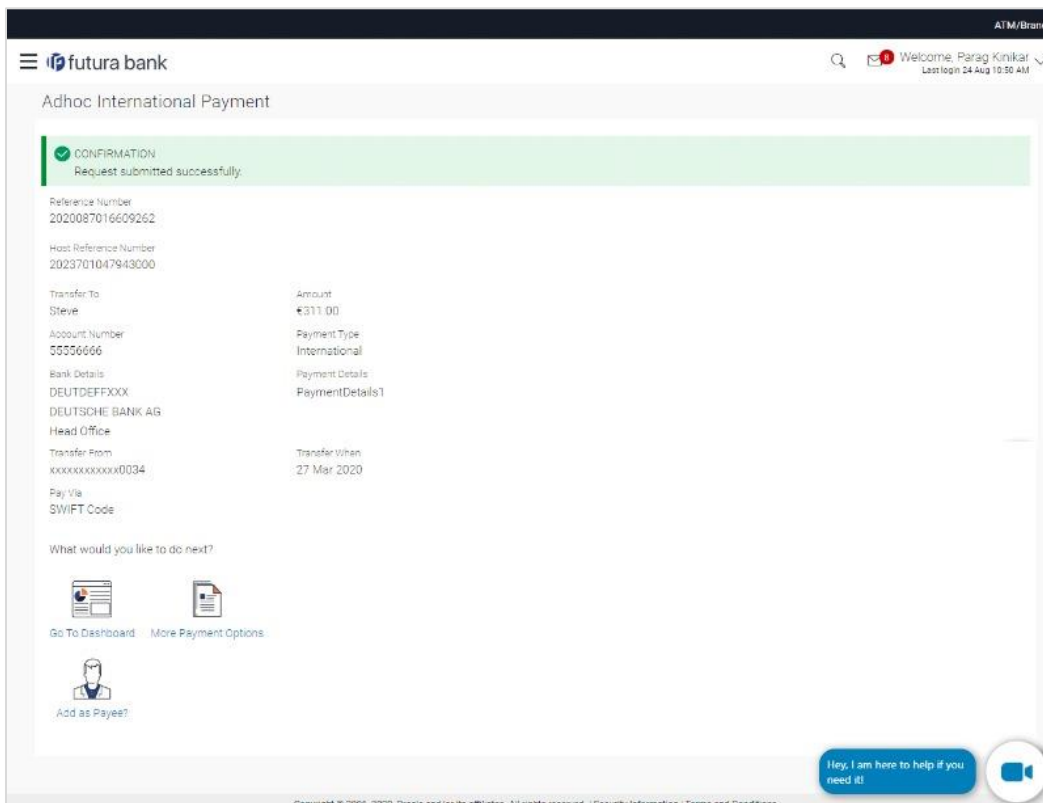 ATM/Bran
futura bank
8
Welcome, Parag Kinikar
Last login 24 Aug 10:50 AM
Adhoc International Payment
CONFIRMATION
Request submitted successfully.
Reference Number
2020087016609262
Host Reference Number
2023701047943000
Transfer To
Amount
Steve
€311.00
Account Number
Payment Type
55556666
International
Bank Details
Payment Details
DEUTDEFFXXX
PaymentDetails1
DEUTSCHE BANK AG
Head Office
Transfer From
Transfer When
xxxxxxxxxxxx0034
27 Mar 2020
Pay Via
SWIFT Code
What would you like to do next?
Go To Dashboard
More Payment Options
Add as Payee?
Hey, I am here to help if you
need it!